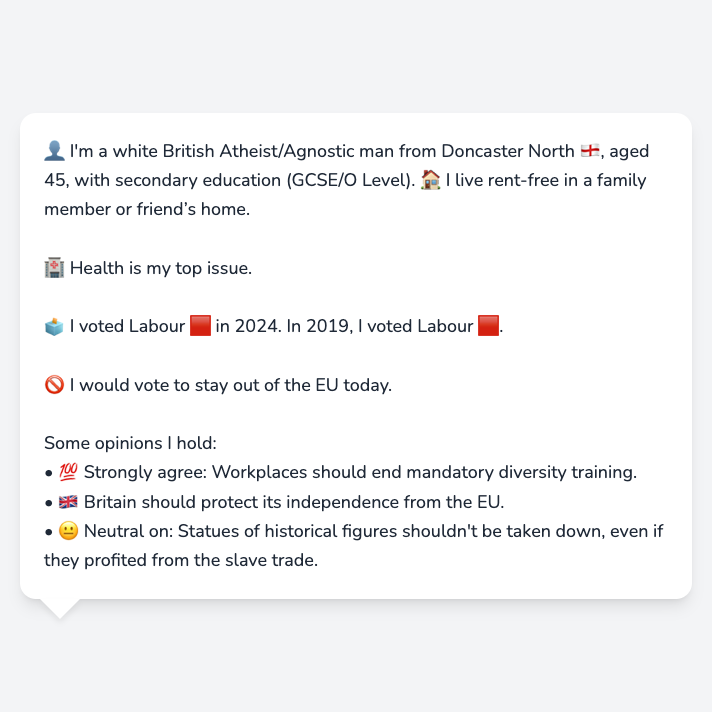 👤 I'm a white British Atheist/Agnostic man from Doncaster North 🏴󠁧󠁢󠁥󠁮󠁧󠁿, aged
45, with secondary education (GCSE/O Level). 🏠 I live rent-free in a family
member or friend’s home.
🏥 Health is my top issue.
🗳️ I voted Labour 🟥 in 2024. In 2019, I voted Labour 🟥.
🚫 I would vote to stay out of the EU today.
Some opinions I hold:
• 💯 Strongly agree: Workplaces should end mandatory diversity training.
• 🇬🇧 Britain should protect its independence from the EU.
• 😐 Neutral on: Statues of historical figures shouldn't be taken down, even if
they profited from the slave trade.